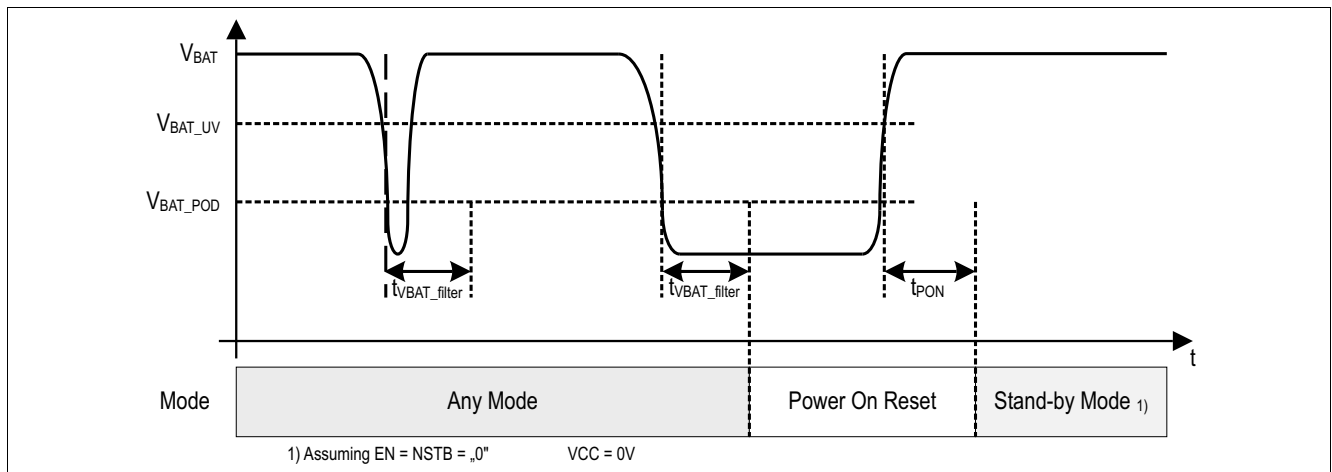 VBAT
VBAT_UV
VBAT_POD
tVBAT_filter
tVBAT_filter
tPON
t
Mode
Any Mode
Power On Reset
Stand-by Mode 1)
1) Assuming EN = NSTB = „0" VCC = 0V